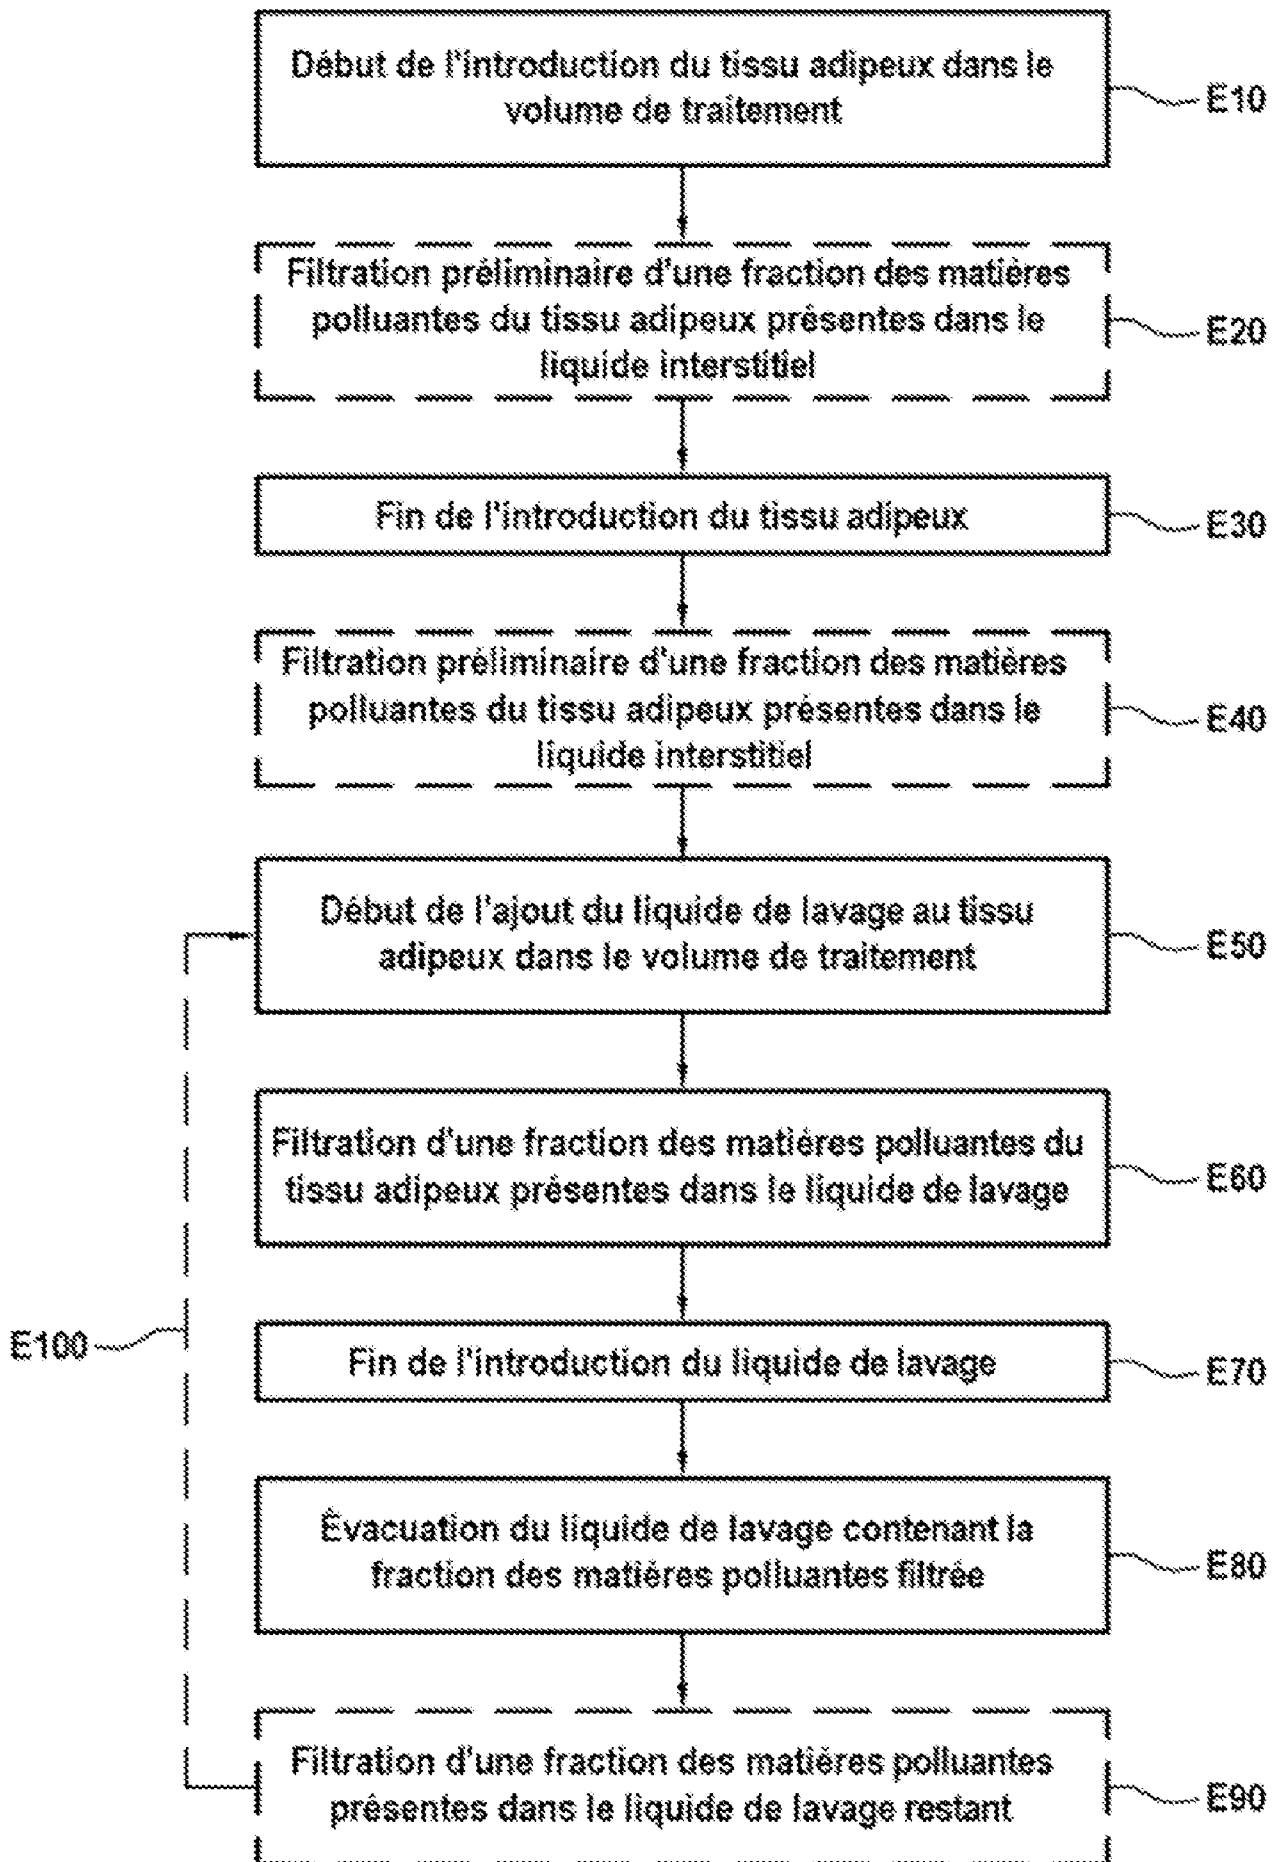 Début de l'introduction du tissu adipeux dans le
volume de traitement
E10
Filtration préliminaire d'une fraction des matières
polluantes du tissu adipeux présentes dans le
liquide interstitiel
E20
Fin de l'introduction du tissu adipeux
E30
Filtration préliminaire d'une fraction des matières
polluantes du tissu adipeux présentes dans le
liquide interstitiel
E40
Début de l'ajout du liquide de lavage au tissu
adipeux dans le volume de traitement
E50
Filtration d'une fraction des matières polluantes du
tissu adipeux présentes dans le liquide de lavage
E60
E100
Fin de l'introduction du liquide de lavage
E70
Évacuation du liquide de lavage contenant la
fraction des matières polluantes filtrée
E80
Filtration d'une fraction des matières polluantes
présentes dans le liquide de lavage restant
E90